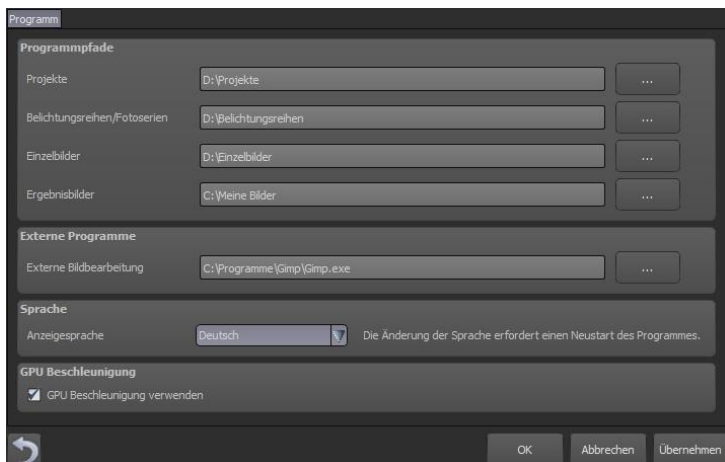 Programm
Programmpfade
Projekte D:\Projekte ...
Belichtungsreihen/Fotoserien D:\Belichtungsreihen ...
Einzelbilder D:\Einzelbilder ...
Ergebnisbilder C:\Meine Bilder ...
Externe Programme
Externe Bildbearbeitung C:\Programme\Gimp\Gimp.exe ...
Sprache
Anzeigesprache Deutsch Die Änderung der Sprache erfordert einen Neustart des Programmes.
GPU Beschleunigung
GPU Beschleunigung verwenden
OK Abbrechen Übernehmen